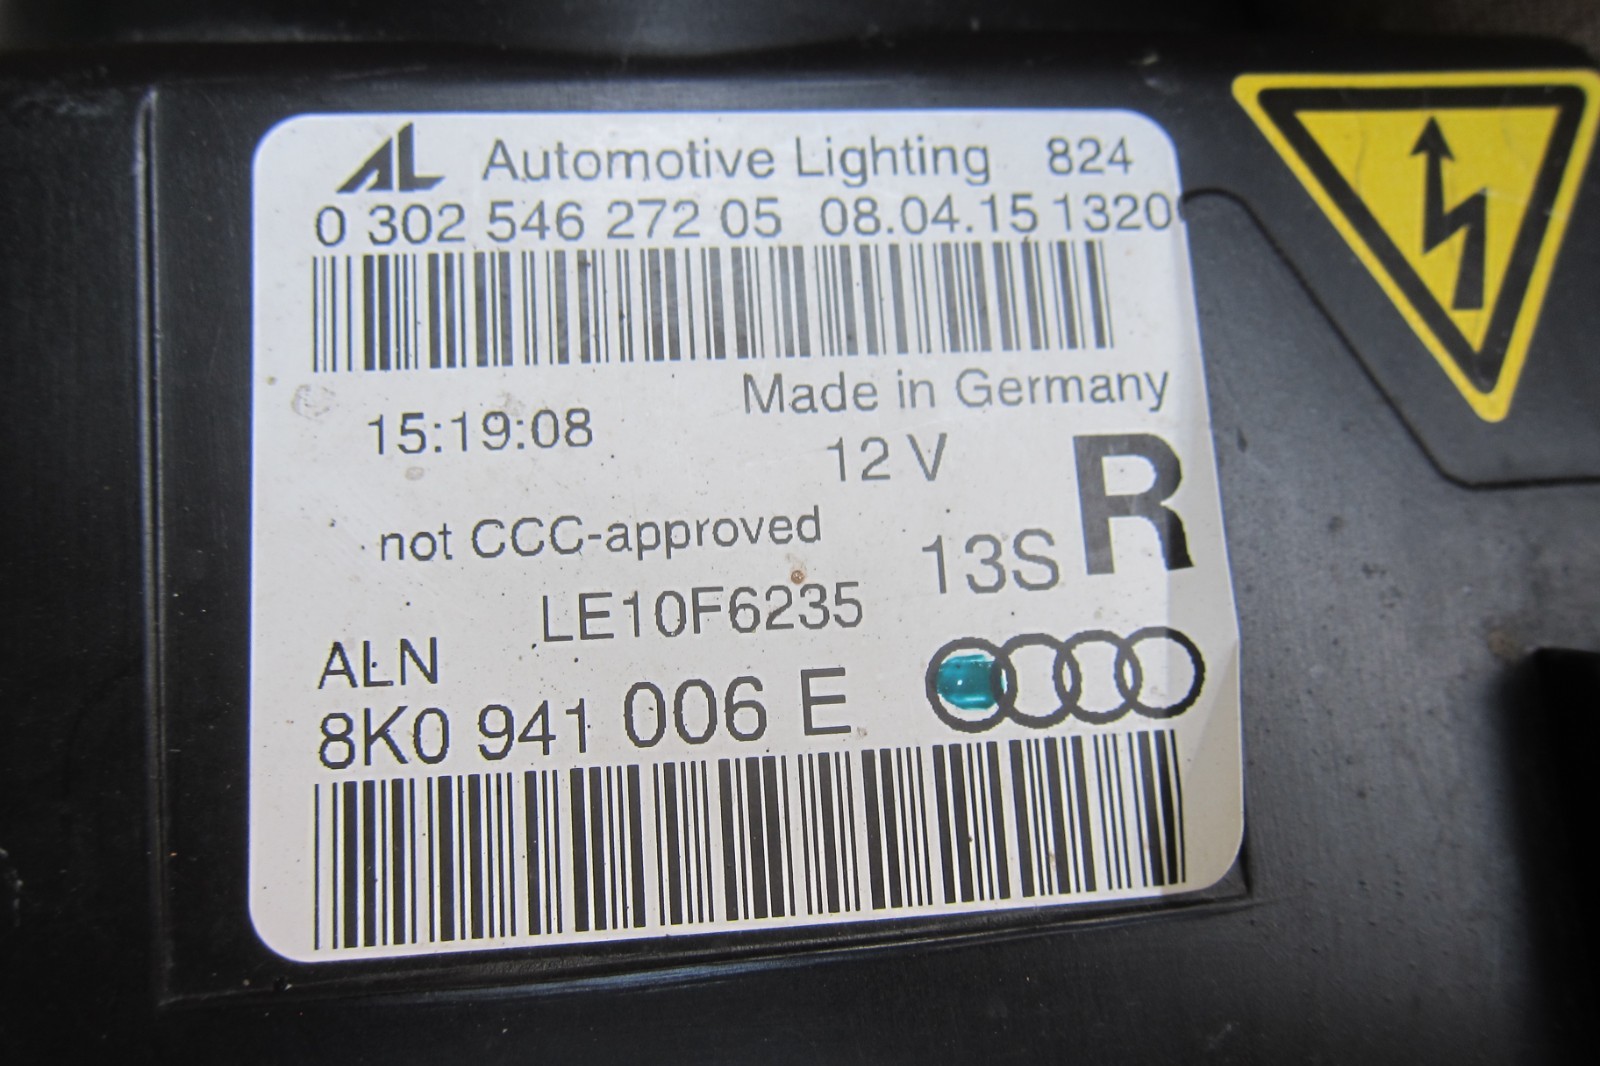 AL Automotive Lighting 824
0 302 546 272 05 08.04.15 1320
Made in Germany
15:19:08
12 V
R
not CCC-approved
13S
LE10F6235
ALN
8K0 941 006 E